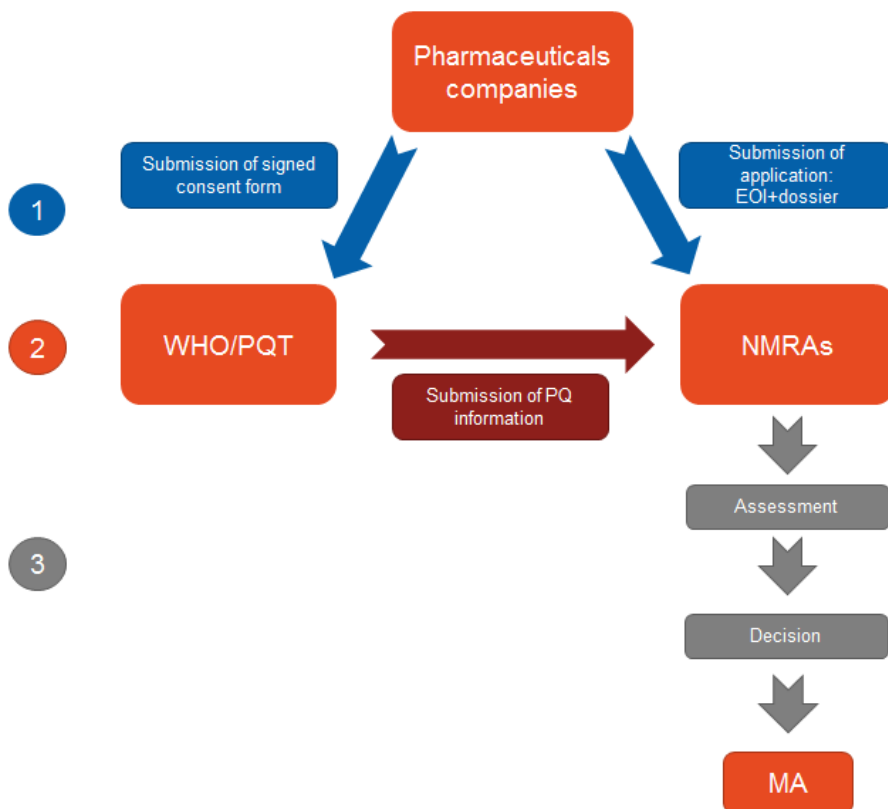 Pharmaceuticals
companies
Submission of signed
consent form
Submission of
application:
EOI+dossier
1
2
WHO/PQT
NMRAs
Submission of PQ
information
Assessment
3
Decision
MA